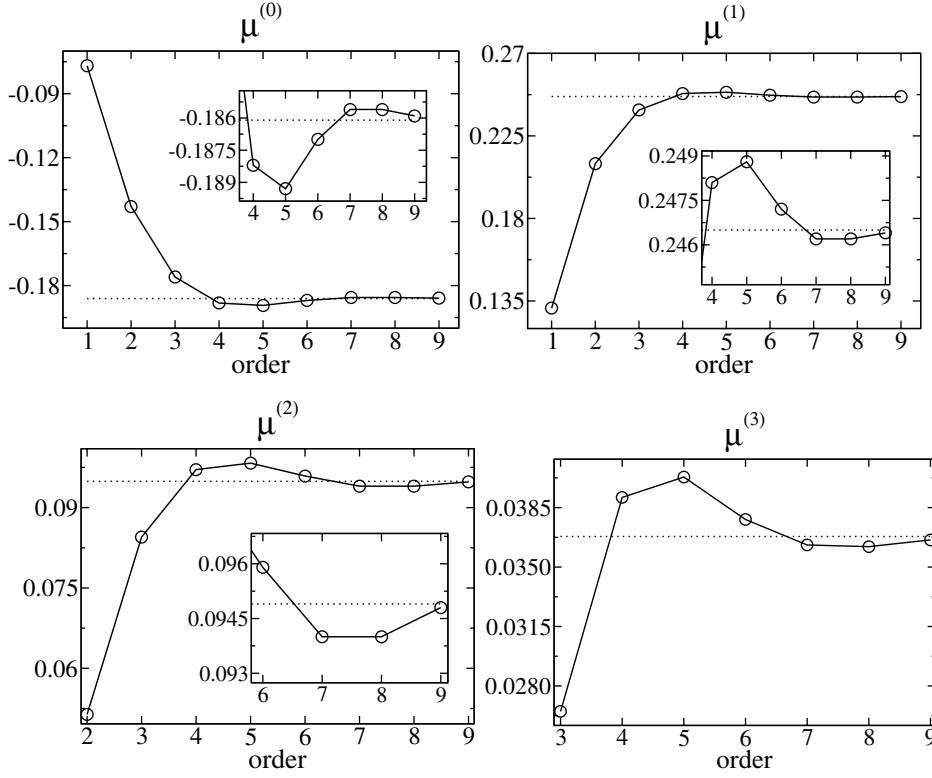 μ(0)
-0.09
-0.12
-0.15
-0.18
1 2 3 4 5 6 7 8 9
order
-0.186
-0.1875
-0.189
4 5 6 7 8 9
μ(1)
0.27
0.225
0.18
0.135
1 2 3 4 5 6 7 8 9
order
0.249
0.2475
0.246
4 5 6 7 8 9
μ(2)
0.09
0.075
0.06
2 3 4 5 6 7 8 9
order
0.096
0.0945
0.093
6 7 8 9
μ(3)
0.0385
0.0350
0.0315
0.0280
3 4 5 6 7 8 9
order